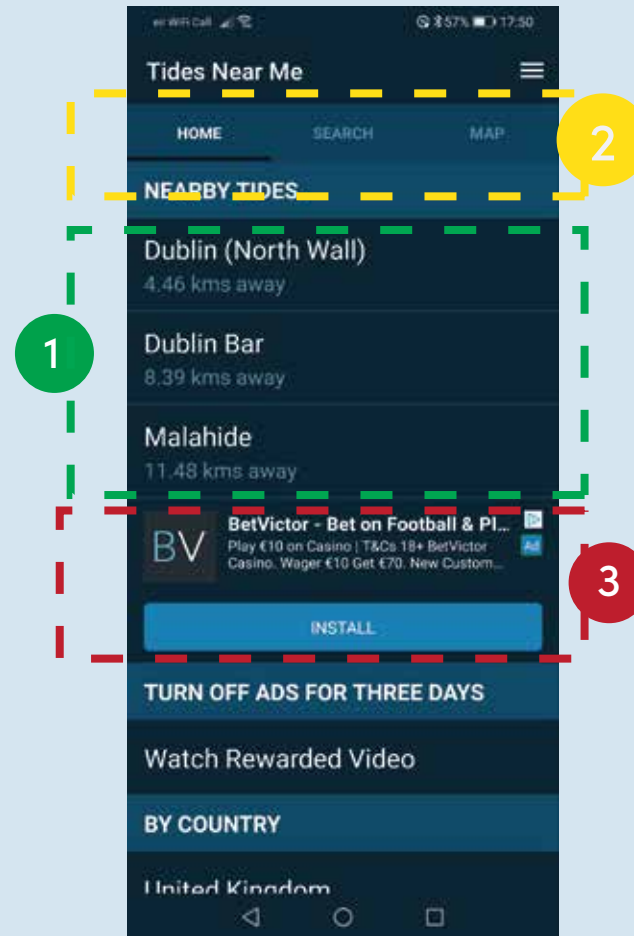 eir WiFi Call 57% 17:50
Tides Near Me
HOME SEARCH MAP
2
NEARBY TIDES
Dublin (North Wall)
4.46 kms away
1
Dublin Bar
8.39 kms away
Malahide
11.48 kms away
BV
BetVictor - Bet on Football & Pl...
Play €10 on Casino | T&Cs 18+ BetVictor
Ad
Casino. Wager €10 Get €70. New Custom...
3
INSTALL
TURN OFF ADS FOR THREE DAYS
Watch Rewarded Video
BY COUNTRY
United Kingdom